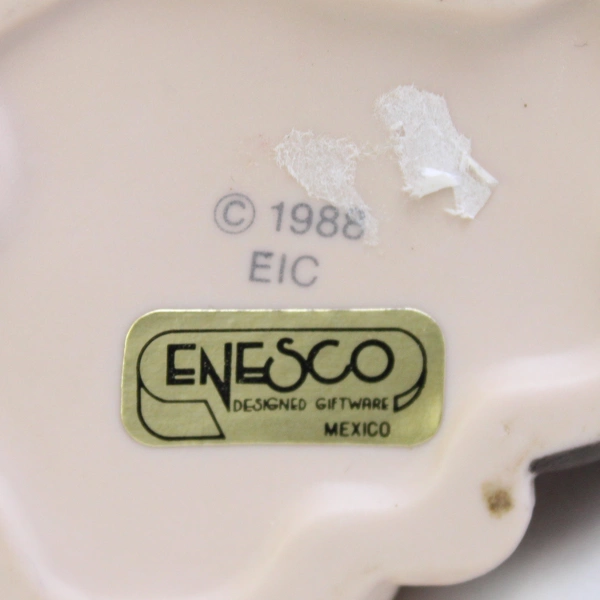 © 1988
EIC
ENESCO
DESIGNED GIFTWARE
MEXICO